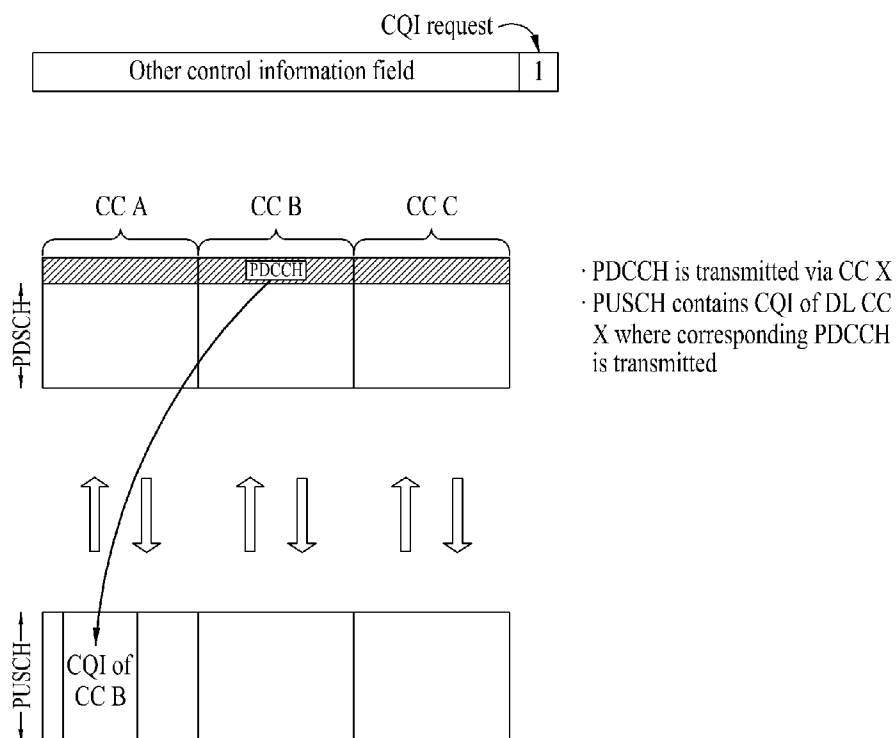 CQI request
Other control information field 1
CC A CC B CC C
PDCCH
PDSCH
· PDCCH is transmitted via CC X
· PUSCH contains CQI of DL CC
X where corresponding PDCCH
is transmitted
PUSCH
CQI of
CC B